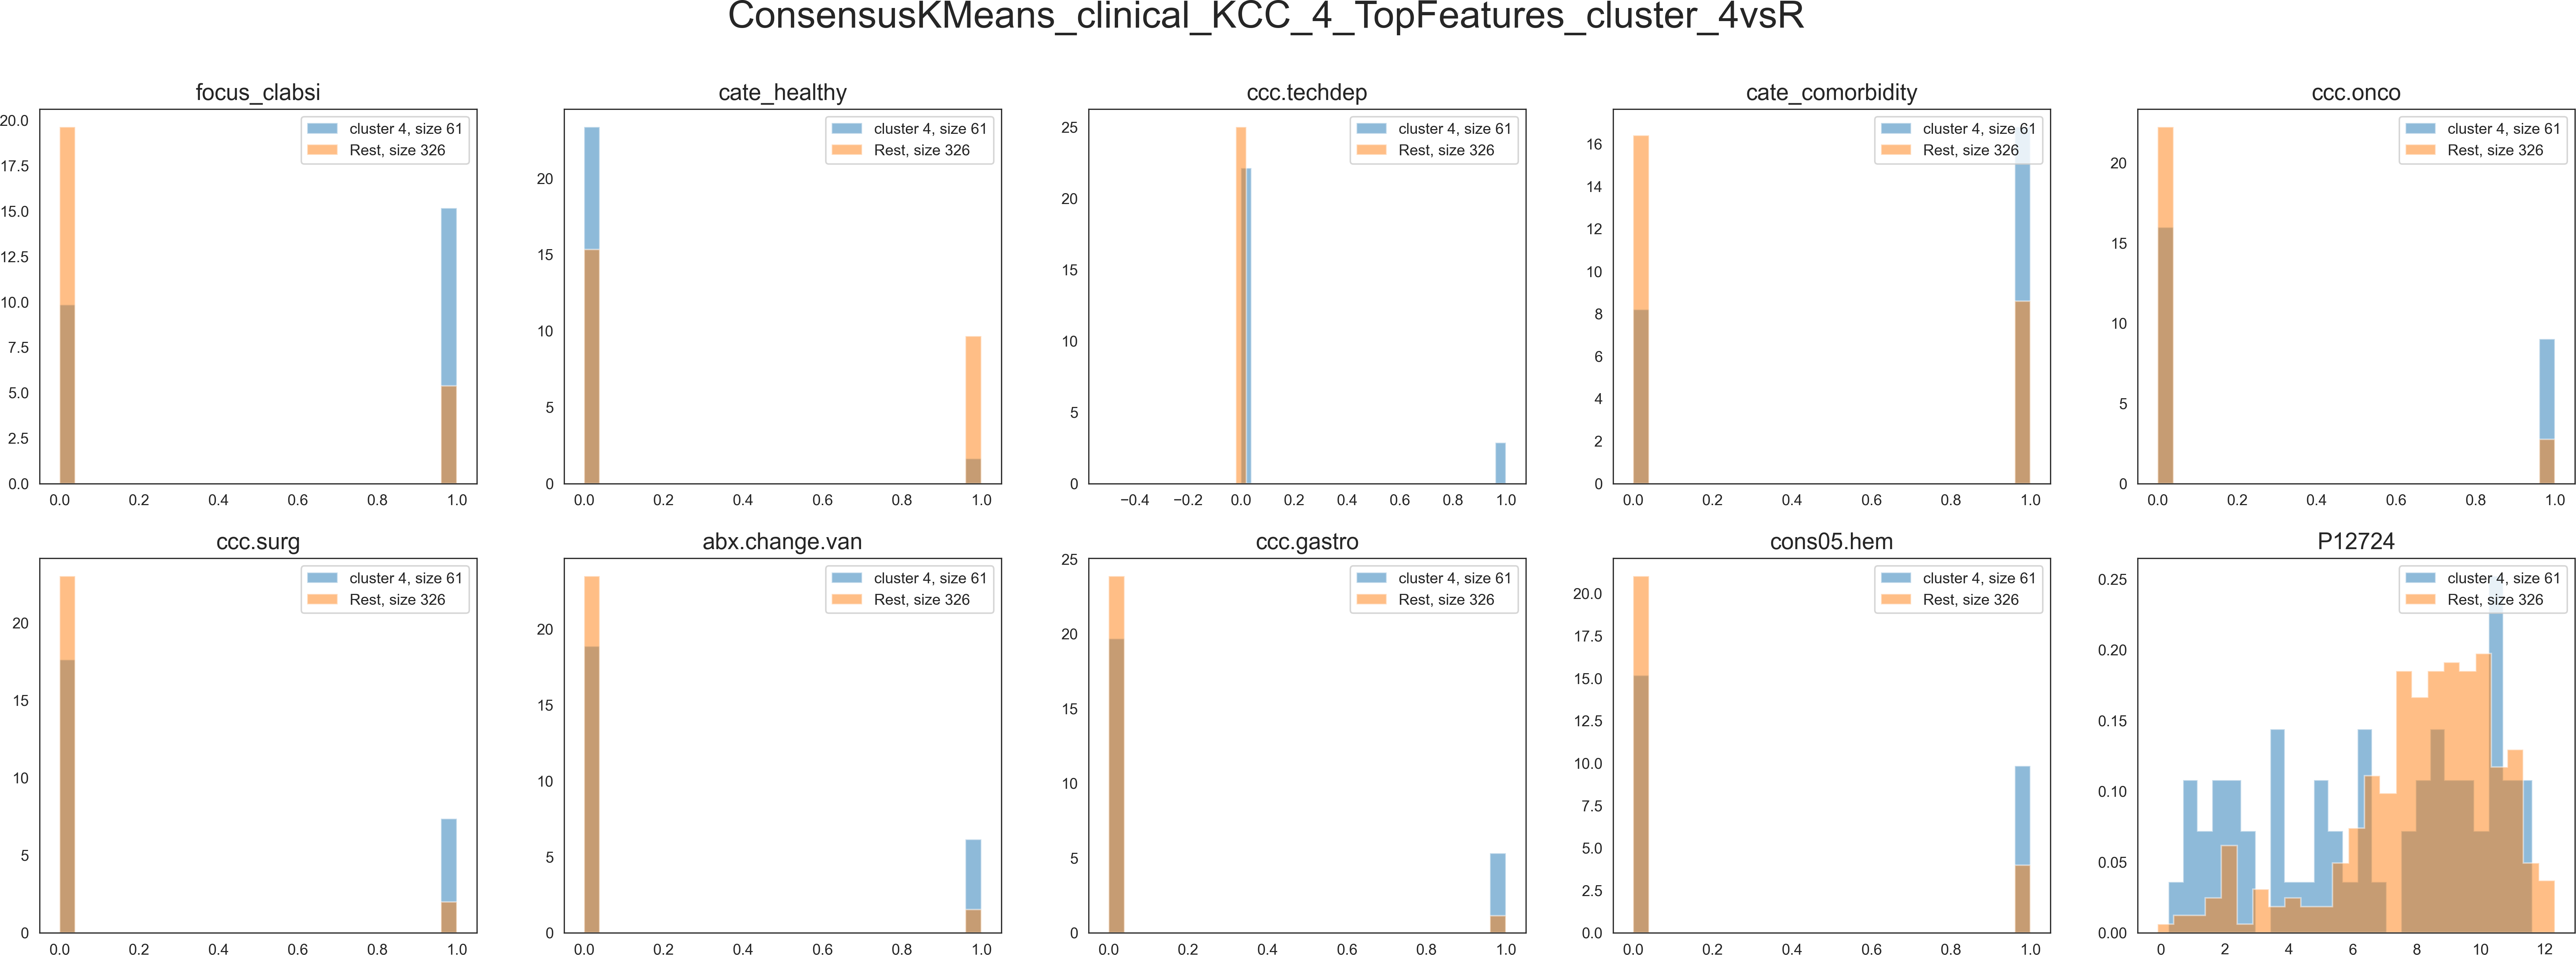 ConsensusKMeans_clinical_KCC_4_TopFeatures_cluster_4vsR
focus_clabsi
20.0
17.5
15.0
12.5
10.0
7.5
5.0
2.5
0.0
cluster 4, size 61
Rest, size 326
0.0 0.2 0.4 0.6 0.8 1.0
cate_healthy
20
15
10
5
0
cluster 4, size 61
Rest, size 326
0.0 0.2 0.4 0.6 0.8 1.0
ccc.techdep
25
20
15
10
5
0
cluster 4, size 61
Rest, size 326
−0.4 −0.2 0.0 0.2 0.4 0.6 0.8 1.0
cate_comorbidity
16
14
12
10
8
6
4
2
0
cluster 4, size 61
Rest, size 326
0.0 0.2 0.4 0.6 0.8 1.0
ccc.onco
20
15
10
5
0
cluster 4, size 61
Rest, size 326
0.0 0.2 0.4 0.6 0.8 1.0
ccc.surg
20
15
10
5
0
cluster 4, size 61
Rest, size 326
0.0 0.2 0.4 0.6 0.8 1.0
abx.change.van
20
15
10
5
0
cluster 4, size 61
Rest, size 326
0.0 0.2 0.4 0.6 0.8 1.0
ccc.gastro
25
20
15
10
5
0
cluster 4, size 61
Rest, size 326
0.0 0.2 0.4 0.6 0.8 1.0
cons05.hem
20.0
17.5
15.0
12.5
10.0
7.5
5.0
2.5
0.0
cluster 4, size 61
Rest, size 326
0.0 0.2 0.4 0.6 0.8 1.0
P12724
0.25
0.20
0.15
0.10
0.05
0.00
cluster 4, size 61
Rest, size 326
0 2 4 6 8 10 12